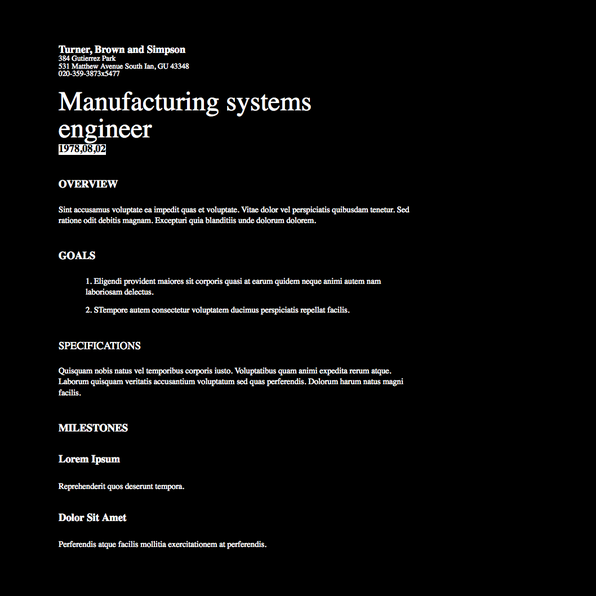 Turner, Brown and Simpson
384 Gutierrez Park
531 Matthew Avenue South Ian, GU 43348
020-359-3873x5477
Manufacturing systems
engineer
1978,08,02
OVERVIEW
Sint accusamus voluptate ea impedit quas et voluptate. Vitae dolor vel perspiciatis quibusdam tenetur. Sed
ratione odit debitis magnam. Excepturi quia blanditiis unde dolorum dolorem.
GOALS
1. Eligendi provident maiores sit corporis quasi at earum quidem neque animi autem nam
laboriosam delectus.
2. STempore autem consectetur voluptatem ducimus perspiciatis repellat facilis.
SPECIFICATIONS
Quisquam nobis natus vel temporibus corporis iusto. Voluptatibus quam animi expedita rerum atque.
Laborum quisquam veritatis accusantium voluptatum sed quas perferendis. Dolorum harum natus magni
facilis.
MILESTONES
Lorem Ipsum
Reprehenderit quos deserunt tempora.
Dolor Sit Amet
Perferendis atque facilis mollitia exercitationem at perferendis.